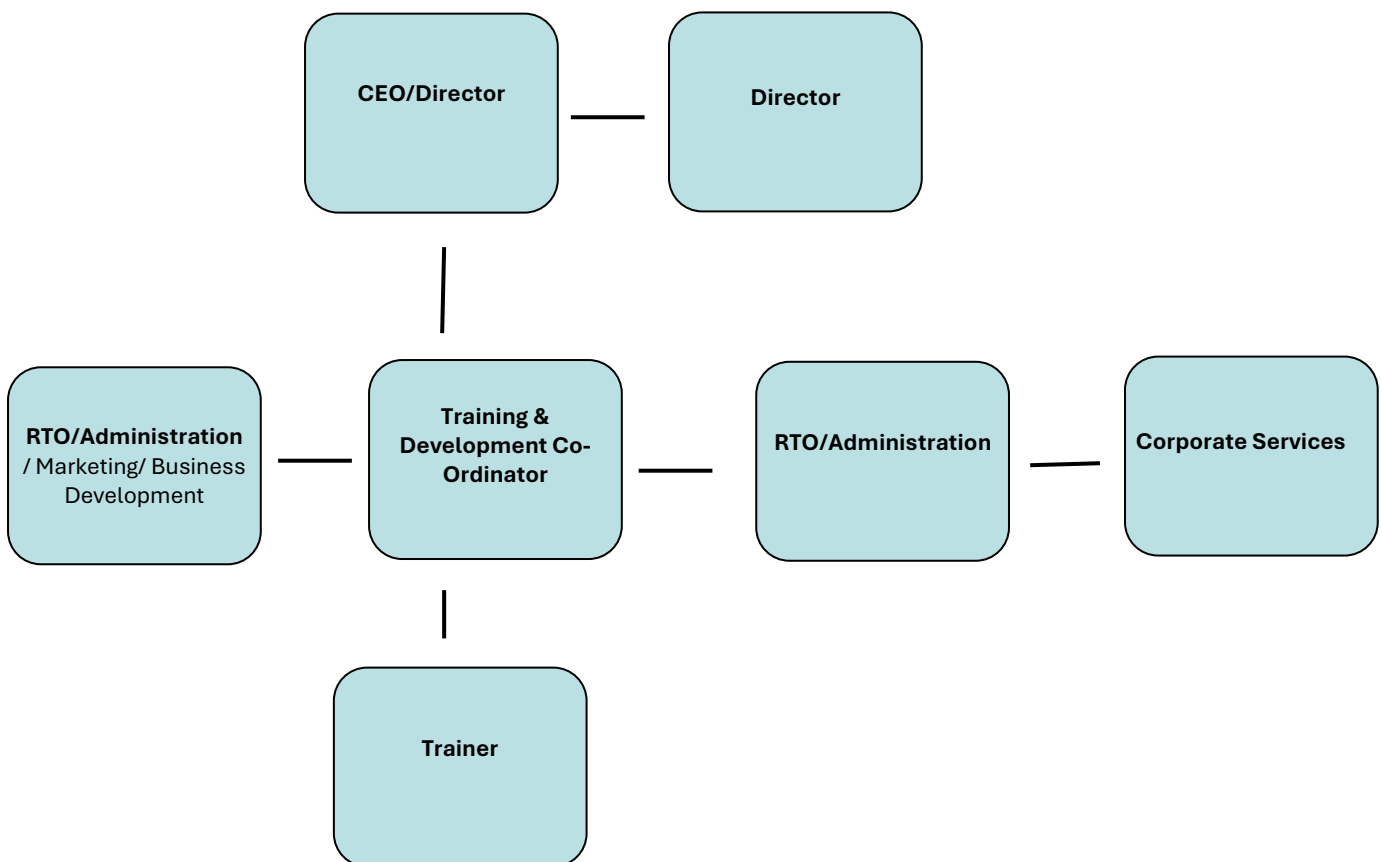 CEO/Director
Director
RTO/Administration
/ Marketing/ Business
Development
Training &
Development Co-
Ordinator
RTO/Administration
Corporate Services
Trainer